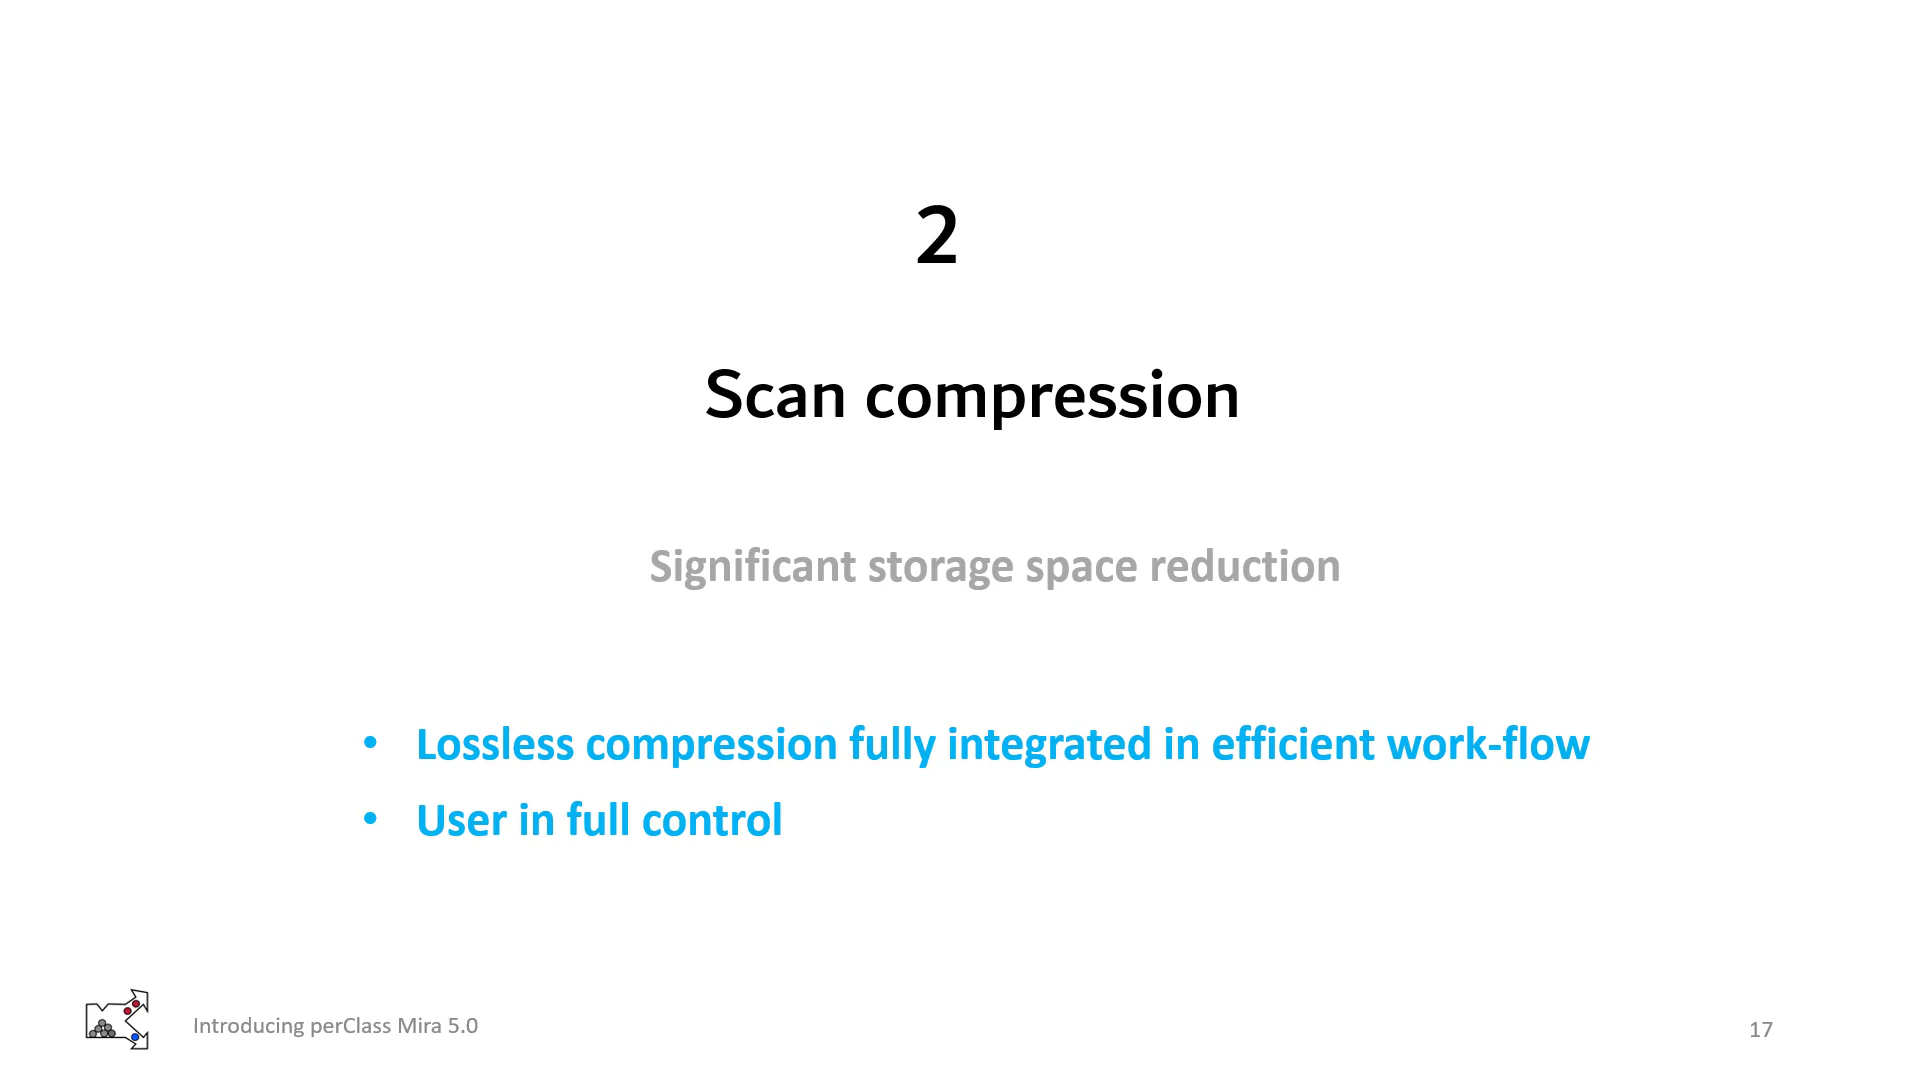 2
Scan compression
Significant storage space reduction
• Lossless compression fully integrated in efficient work-flow
• User in full control
Introducing perClass Mira 5.0
17